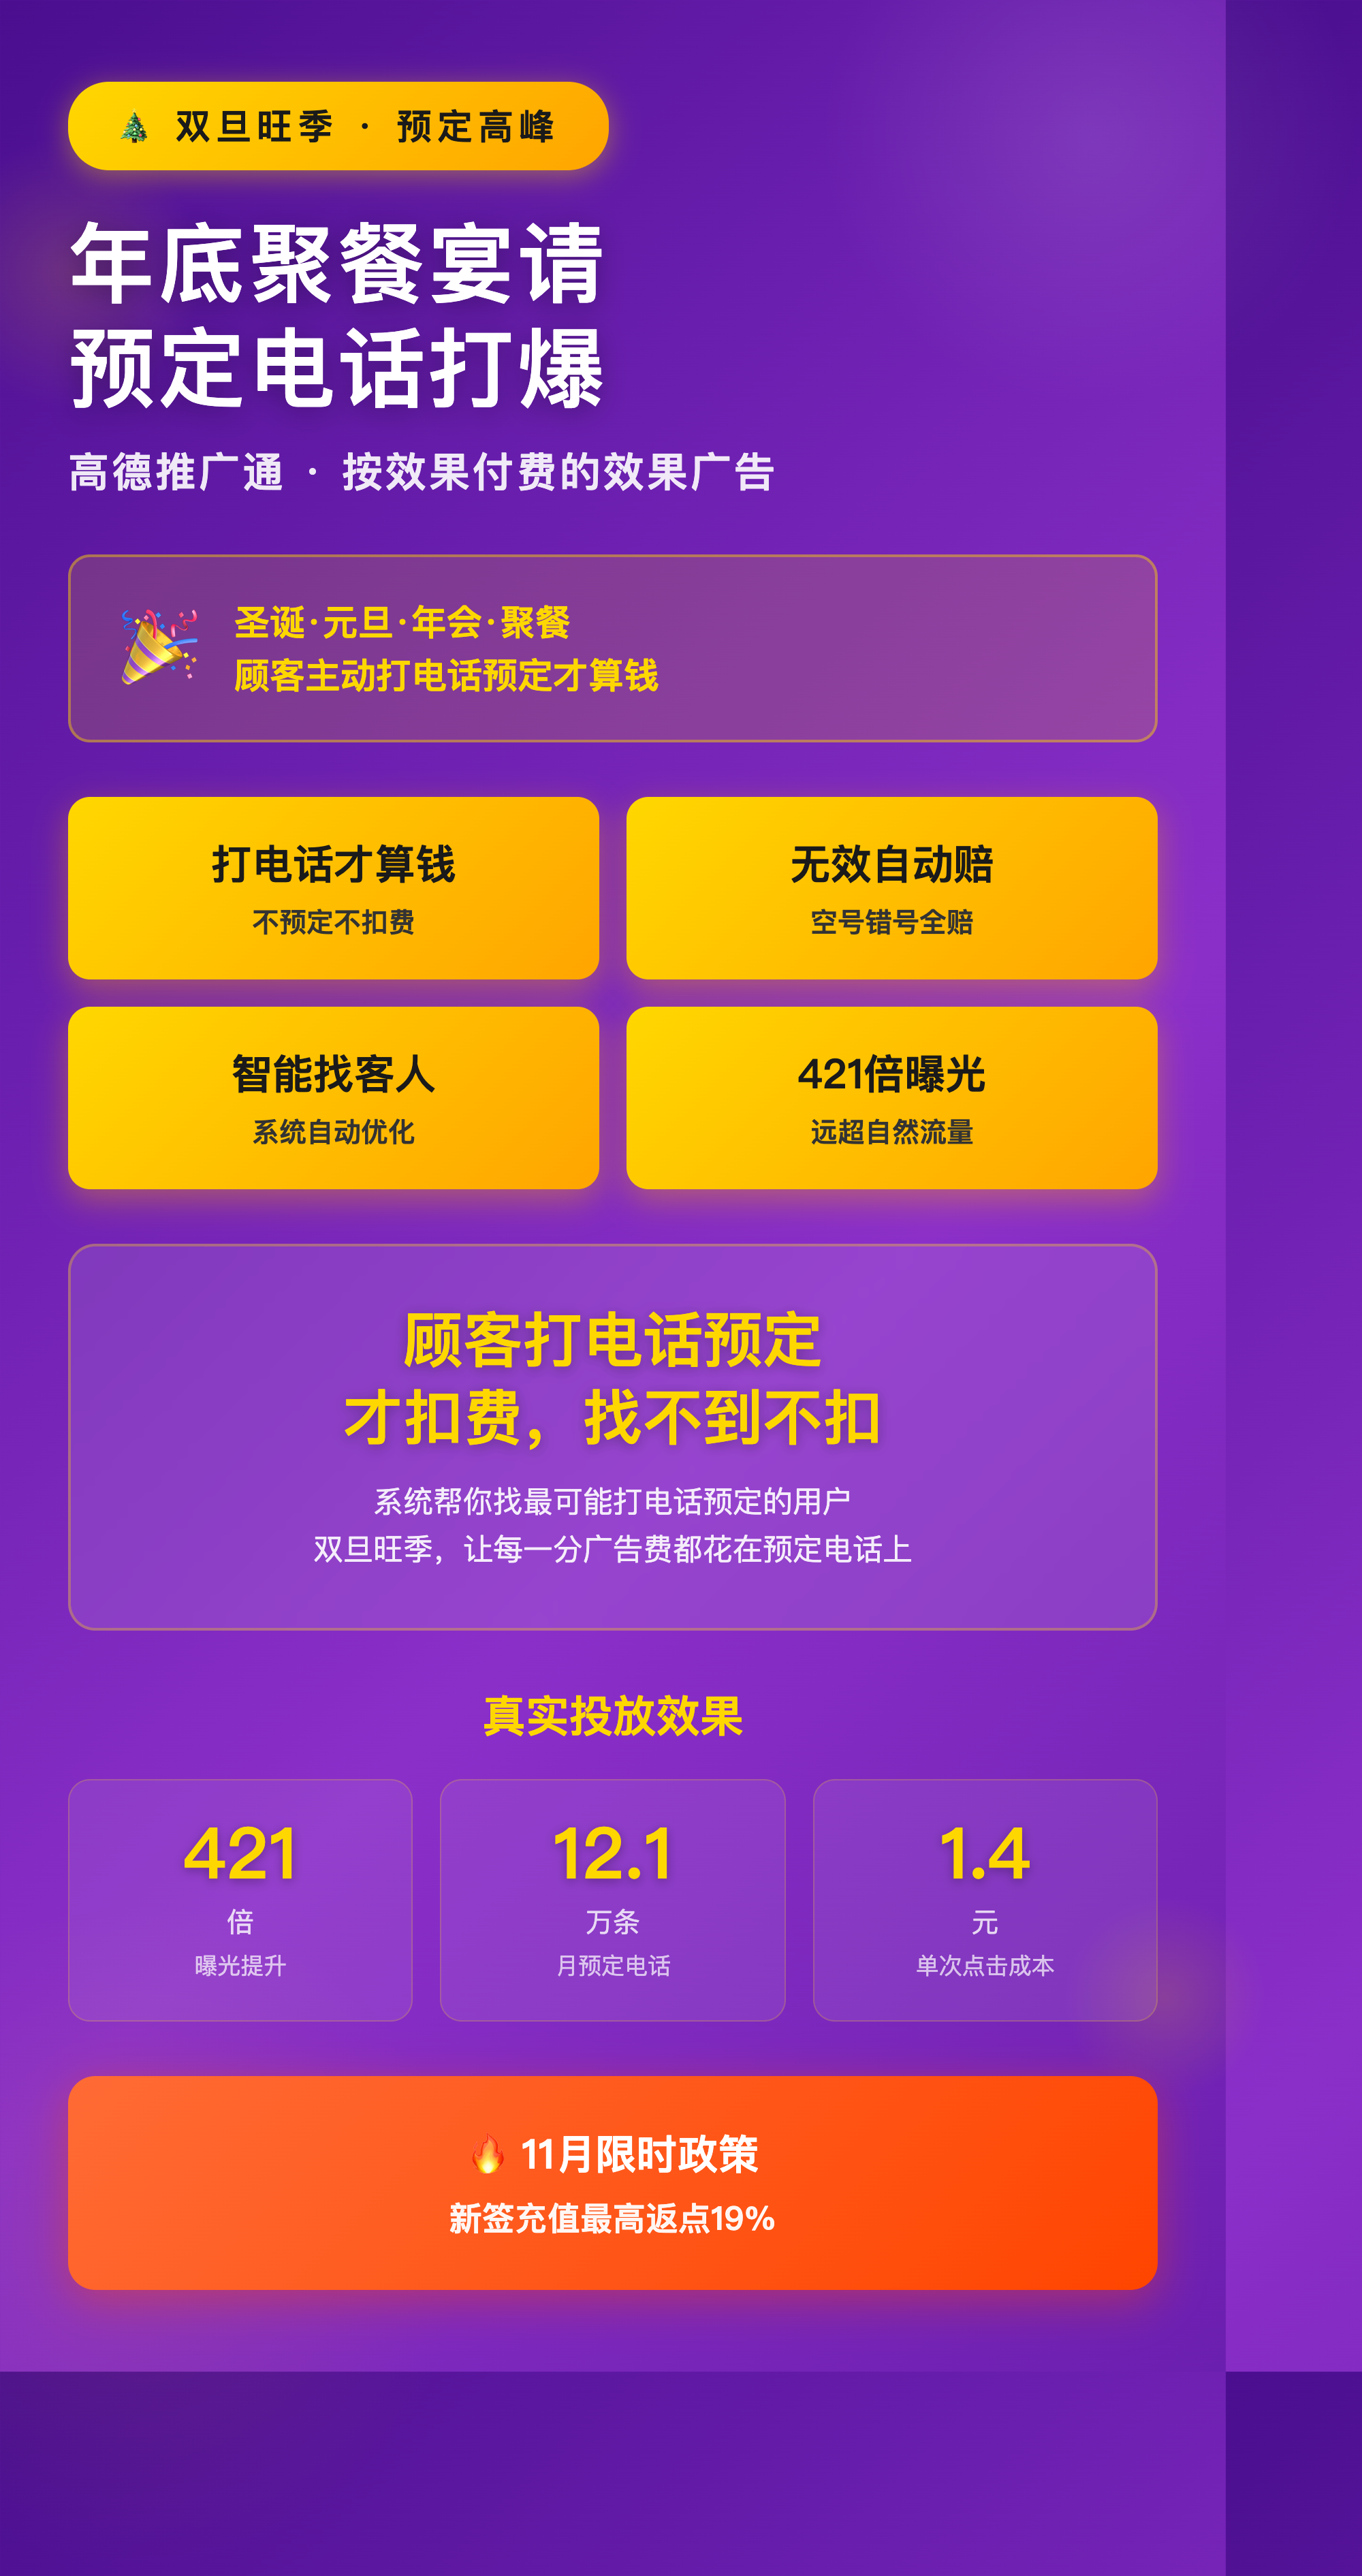 🎄 双旦旺季 · 预定高峰
年底聚餐宴请
预定电话打爆
高德推广通 · 按效果付费的效果广告
🎉
圣诞·元旦·年会·聚餐
顾客主动打电话预定才算钱
打电话才算钱
不预定不扣费
无效自动赔
空号错号全赔
智能找客人
系统自动优化
421倍曝光
远超自然流量
顾客打电话预定
才扣费，找不到不扣
系统帮你找最可能打电话预定的用户
双旦旺季，让每一分广告费都花在预定电话上
真实投放效果
421
倍
曝光提升
12.1
万条
月预定电话
1.4
元
单次点击成本
🔥 11月限时政策
新签充值最高返点19%